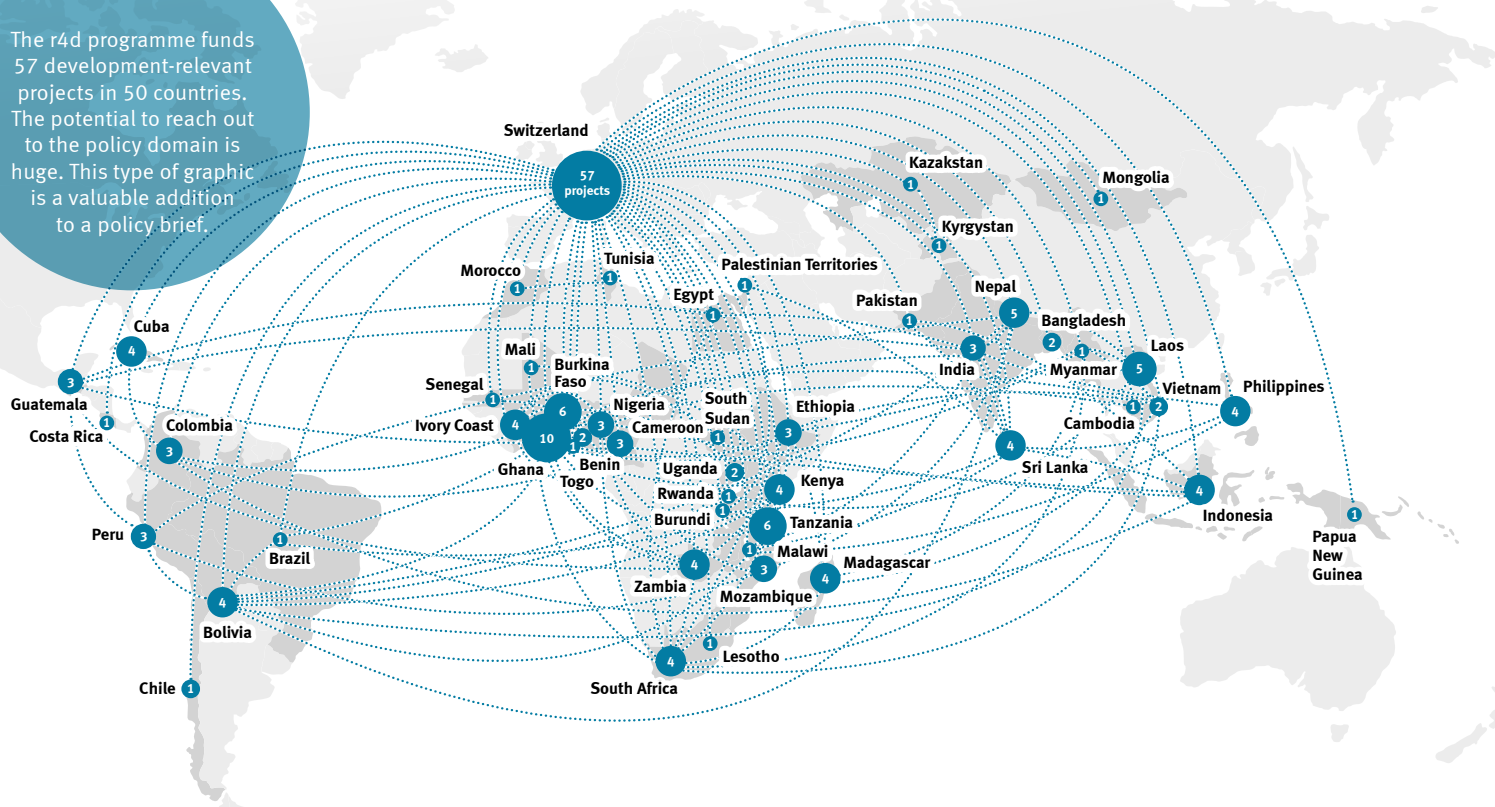 The r4d programme funds
57 development-relevant
projects in 50 countries.
The potential to reach out
to the policy domain is
huge. This type of graphic
is a valuable addition
to a policy brief.
Switzerland
57
projects
Kazakstan
1
Mongolia
1
Kyrgystan
1
Morocco
1
Tunisia
1
Palestinian Territories
1
Egypt
1
Pakistan
1
Nepal
5
Bangladesh
2
India
3
Myanmar
1
Laos
5
Vietnam
2
Cambodia
1
Philippines
4
Sri Lanka
4
Indonesia
4
Papua
New
Guinea
1
Cuba
4
Guatemala
3
Costa Rica
1
Colombia
3
Peru
3
Brazil
1
Bolivia
4
Chile
1
Mali
1
Burkina
Faso
6
Senegal
1
Ivory Coast
4
Ghana
10
Togo
1
Benin
2
Nigeria
3
Cameroon
3
South
Sudan
1
Ethiopia
3
Uganda
2
Kenya
4
Rwanda
1
Burundi
1
Tanzania
6
Malawi
1
Zambia
4
Mozambique
3
Madagascar
4
Lesotho
1
South Africa
4